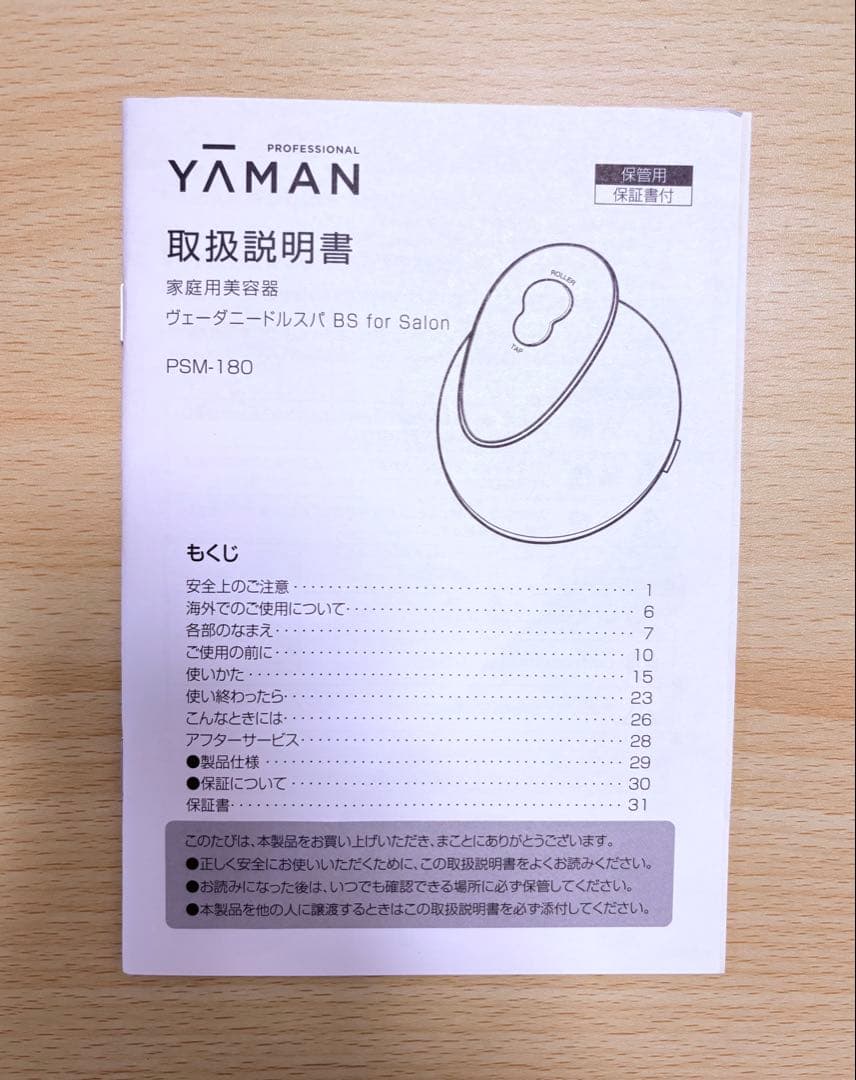 PROFESSIONAL
YĀMAN
保管用
保証書付
取扱説明書
家庭用美容器
ヴェーダニードルスパ BS for Salon
PSM-180
ROLLER
TAP
もくじ
安全上のご注意 1
海外でのご使用について 6
各部のなまえ 7
ご使用の前に 10
使いかた 15
使い終わったら 23
こんなときには 26
アフターサービス 28
●製品仕様 29
●保証について 30
保証書 31
このたびは、本製品をお買い上げいただき、まことにありがとうございます。
●正しく安全にお使いいただくために、この取扱説明書をよくお読みください。
●お読みになった後は、いつでも確認できる場所に必ず保管してください。
●本製品を他の人に譲渡するときはこの取扱説明書を必ず添付してください。